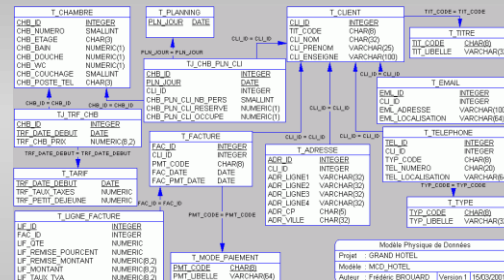 T_CHAMBRE
CHB_ID INTEGER
CHB_NUMERO SMALLINT
CHB_ETAGE CHAR(3)
CHB_BAIN NUMERIC(1)
CHB_DOUCHE NUMERIC(1)
CHB_WC NUMERIC(1)
CHB_COUCHAGE SMALLINT
CHB_POSTE_TEL CHAR(3)
T_PLANNING
PLN_JOUR DATE
PLN_JOUR = PLN_JOUR
CLI_ID = CLI_ID
T_CLIENT
CLI_ID INTEGER
TIT_CODE CHAR(8)
CLI_NOM CHAR(32)
CLI_PRENOM VARCHAR(25)
CLI_ENSEIGNE VARCHAR(100)
TIT_CODE = TIT_CODE
T_TITRE
TIT_CODE CHAR(8)
TIT_LIBELLE VARCHAR(32)
TJ_CHB_PLN_CLI
CHB_ID INTEGER
PLN_JOUR DATE
CLI_ID INTEGER
CHB_PLN_CLI_NB_PERS SMALLINT
CHB_PLN_CLI_RESERVE NUMERIC(1)
CHB_PLN_CLI_OCCUPE NUMERIC(1)
CLI_ID = CLI_ID
T_EMAIL
EML_ID INTEGER
CLI_ID INTEGER
EML_ADRESSE VARCHAR(100
EML_LOCALISATION VARCHAR(64)
CHB_ID = CHB_ID
CHB_ID = CHB_ID
TJ_TRF_CHB
CHB_ID INTEGER
TRF_DATE_DEBUT DATE
TRF_CHB_PRIX NUMERIC(8,2)
TRF_DATE_DEBUT = TRF_DATE_DEBUT
CLI_ID = CLI_ID
CLI_ID = CLI_ID
CLI_ID = CLI_ID
T_FACTURE
FAC_ID INTEGER
CLI_ID INTEGER
PMT_CODE CHAR(8)
FAC_DATE DATE
FAC_PMT_DATE DATE
T_TELEPHONE
TEL_ID INTEGER
CLI_ID INTEGER
TYP_CODE CHAR(8)
TEL_NUMERO CHAR(20)
TEL_LOCALISATION VARCHAR(64
T_ADRESSE
ADR_ID INTEGER
CLI_ID INTEGER
ADR_LIGNE1 VARCHAR(32)
ADR_LIGNE2 VARCHAR(32)
ADR_LIGNE3 VARCHAR(32)
ADR_LIGNE4 VARCHAR(32)
ADR_CP CHAR(5)
ADR_VILLE CHAR(32)
T_TARIF
TRF_DATE_DEBUT DATE
TRF_TAUX_TAXES NUMERIC
TRF_PETIT_DEJEUNE NUMERIC
FAC_ID = FAC_ID
TYP_CODE = TYP_CODE
T_TYPE
TYP_CODE CHAR(8)
TYP_LIBELLE VARCHAR(32
PMT_CODE = PMT_CODE
T_LIGNE_FACTURE
LIF_ID INTEGER
FAC_ID INTEGER
LIF_QTE NUMERIC
LIF_REMISE_POURCENT NUMERIC
LIF_REMISE_MONTANT NUMERIC(8,2)
LIF_MONTANT NUMERIC(8,2)
LIF_TAUX_TVA NUMERIC(8,2)
T_MODE_PAIEMENT
PMT_CODE CHAR(8)
PMT_LIBELLE VARCHAR(64)
Modèle Physique de Données
Projet : GRAND HOTEL
Modèle : MCD_HOTEL
Auteur : Frédéric BROUARD Version 1